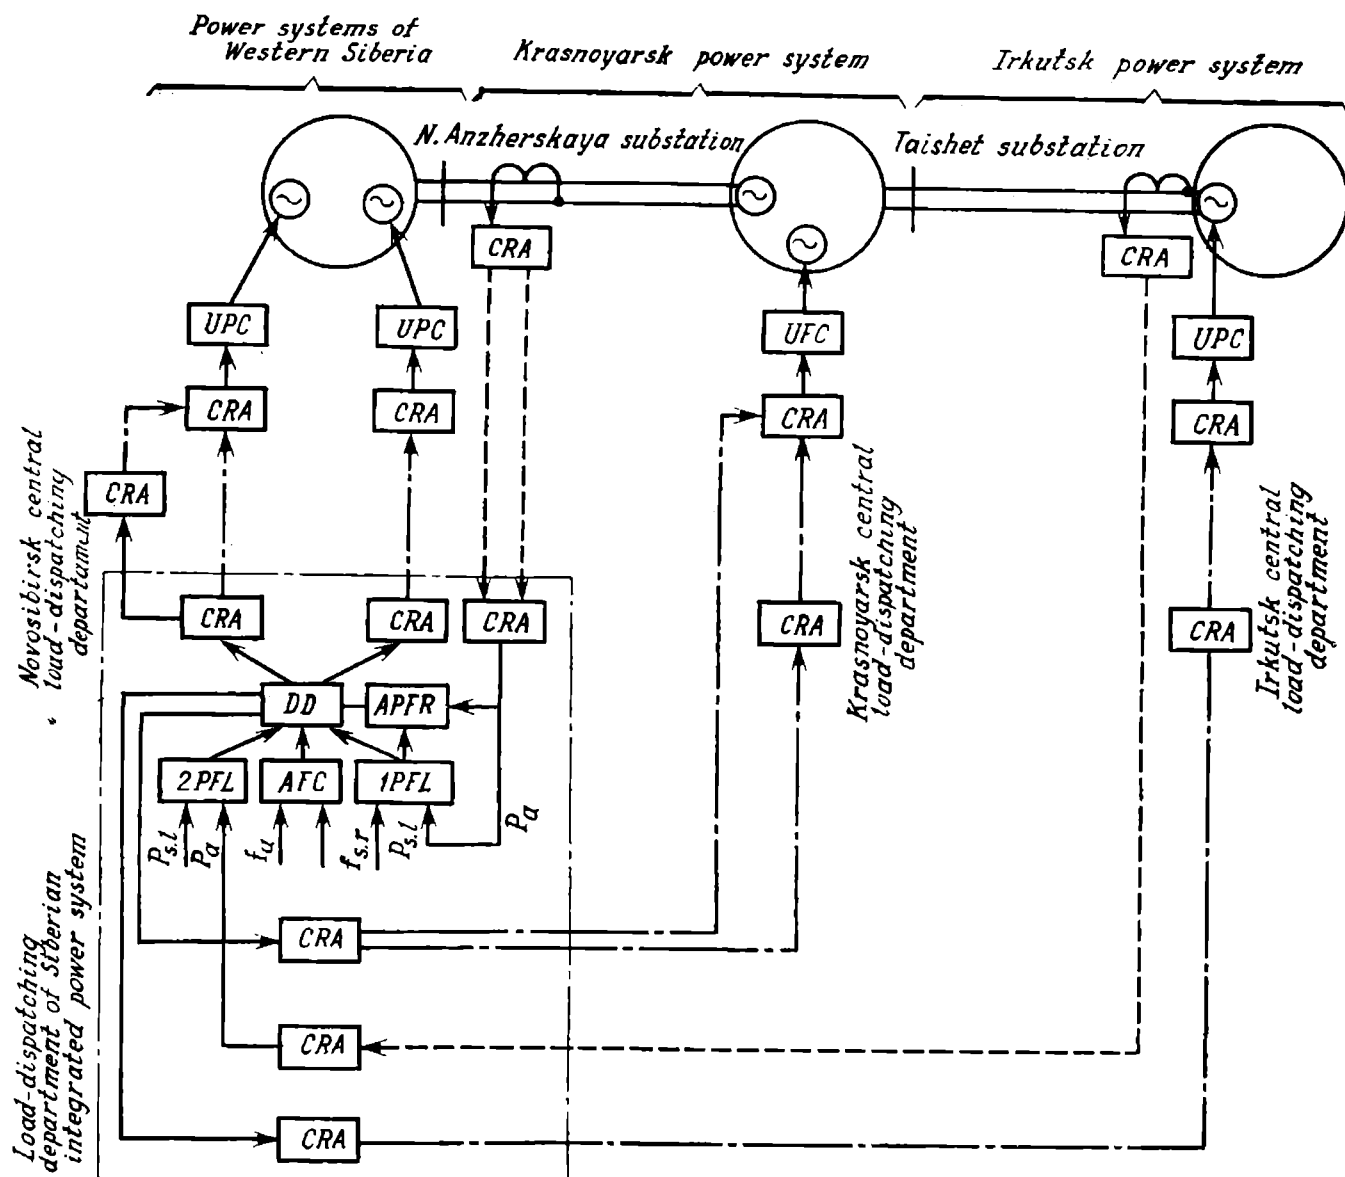 Power systems of
Western Siberia
Krasnoyarsk power system
Irkutsk power system
N. Anzherskaya substation
Taishet substation
CRA
CRA
UPC
UPC
UFC
UPC
CRA
CRA
CRA
CRA
CRA
Novosibirsk central
load-dispatching
departament
Krasnoyarsk central
load-dispatching
department
Irkutsk central
load-dispatching
department
CRA
CRA
CRA
CRA
CRA
DD
APFR
2PFL
AFC
1PFL
Ps.l
Pa
fu
fs.r
Ps.l
Pa
CRA
CRA
CRA
Load-dispatching
department of Siberian
integrated power system